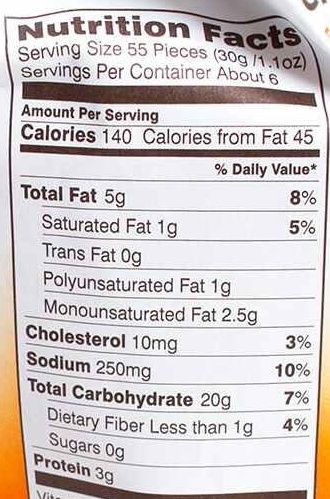 Nutrition Facts
Serving Size 55 Pieces (30g /1.1oz)
Servings Per Container About 6
Amount Per Serving
Calories 140 Calories from Fat 45
% Daily Value*
Total Fat 5g 8%
Saturated Fat 1g 5%
Trans Fat 0g
Polyunsaturated Fat 1g
Monounsaturated Fat 2.5g
Cholesterol 10mg 3%
Sodium 250mg 10%
Total Carbohydrate 20g 7%
Dietary Fiber Less than 1g 4%
Sugars 0g
Protein 3g